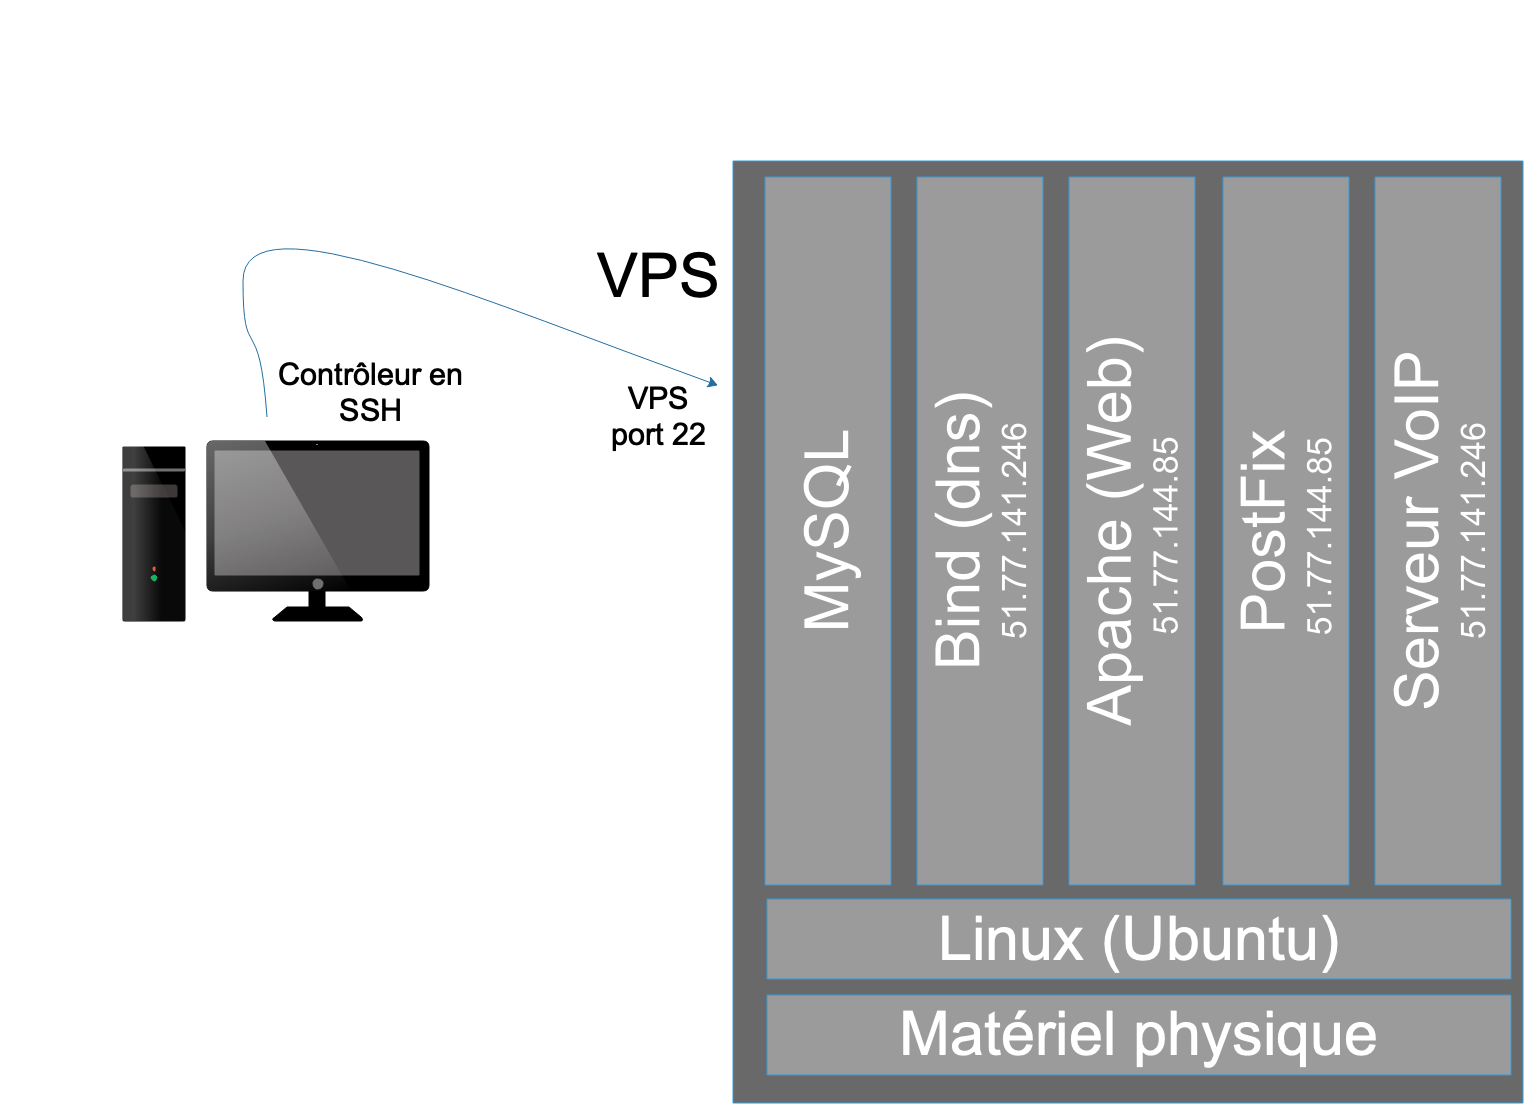 VPS
Contrôleur en
SSH
VPS
port 22
MySQL
Bind (dns)
51.77.141.246
Apache (Web)
51.77.144.85
PostFix
51.77.144.85
Serveur VoIP
51.77.141.246
Linux (Ubuntu)
Matériel physique